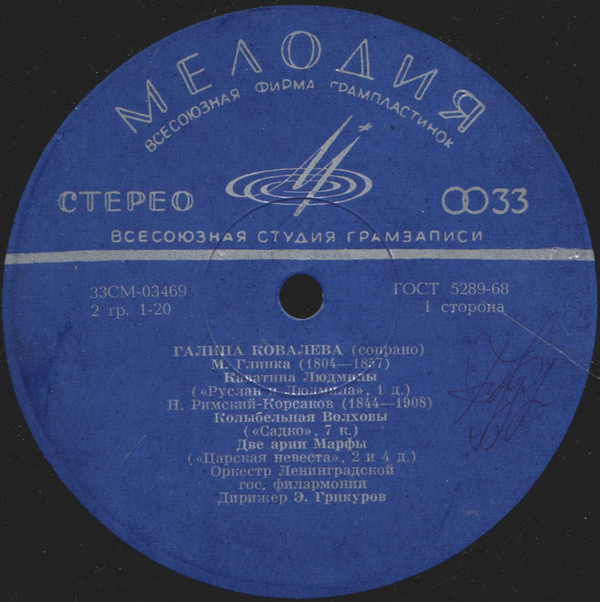 МЕЛОДИЯ
ВСЕСОЮЗНАЯ ФИРМА ГРАМПЛАСТИНОК
СТЕРЕО 33
ВСЕСОЮЗНАЯ СТУДИЯ ГРАМЗАПИСИ
33СМ-03469 ГОСТ 5289-68
2 гр. 1-20 1 сторона
ГАЛИНА КОВАЛЕВА (сопрано)
М. Глинка (1804—1857)
Каватина Людмилы
(«Руслан и Людмила», 1 д.)
Н. Римский-Корсаков (1844—1908)
Колыбельная Волховы
(«Садко», 7 к.)
Две арии Марфы
(«Царская невеста», 2 и 4 д.)
Оркестр Ленинградской
гос. филармонии
Дирижер Э. Грикуров